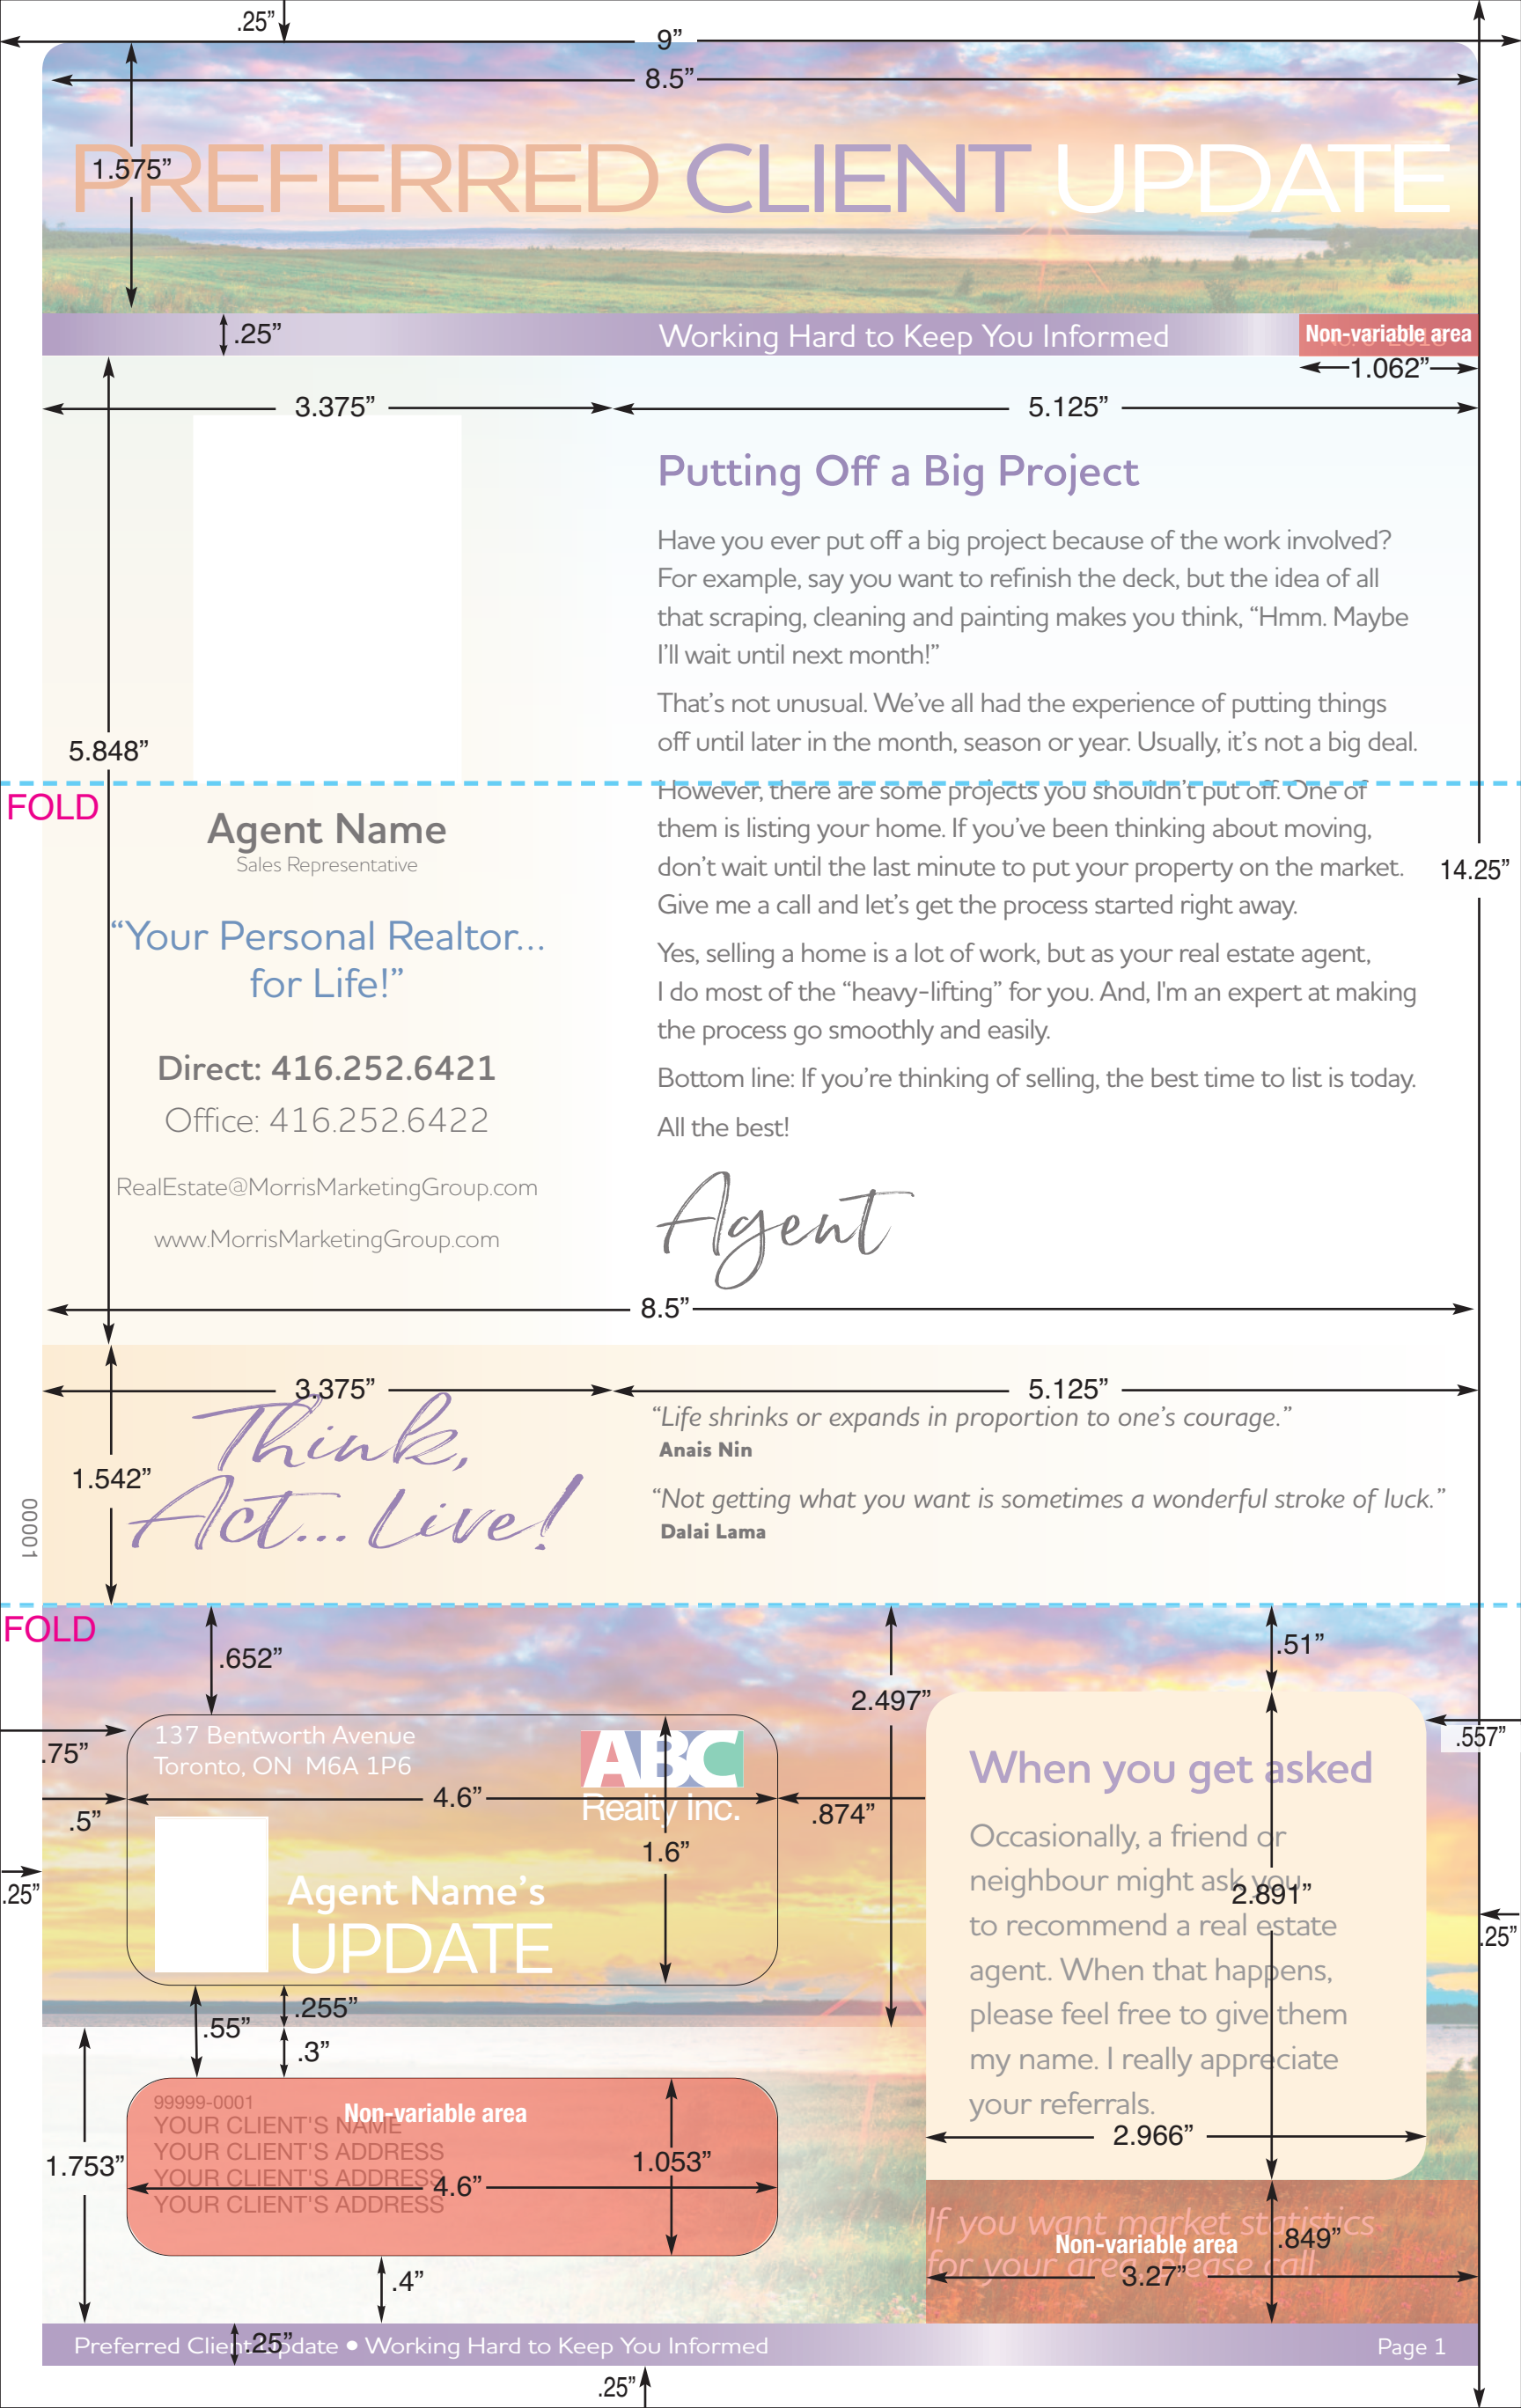 .25”
9”
8.5”
1.575”
PREFERRED CLIENT UPDATE
.25”
Working Hard to Keep You Informed
Non-variable area
1.062”
3.375”
5.125”
Putting Off a Big Project
Have you ever put off a big project because of the work involved?
For example, say you want to refinish the deck, but the idea of all
that scraping, cleaning and painting makes you think, “Hmm. Maybe
I’ll wait until next month!”
That’s not unusual. We’ve all had the experience of putting things
off until later in the month, season or year. Usually, it’s not a big deal.
However, there are some projects you shouldn’t put off. One of
them is listing your home. If you’ve been thinking about moving,
don’t wait until the last minute to put your property on the market.
Give me a call and let’s get the process started right away.
Yes, selling a home is a lot of work, but as your real estate agent,
I do most of the “heavy-lifting” for you. And, I'm an expert at making
the process go smoothly and easily.
Bottom line: If you’re thinking of selling, the best time to list is today.
All the best!
Agent
5.848”
FOLD
14.25”
Agent Name
Sales Representative
“Your Personal Realtor...
for Life!”
Direct: 416.252.6421
Office: 416.252.6422
RealEstate@MorrisMarketingGroup.com
www.MorrisMarketingGroup.com
8.5”
3.375”
5.125”
Think,
Act... Live!
1.542”
00001
“Life shrinks or expands in proportion to one’s courage.”
Anais Nin
“Not getting what you want is sometimes a wonderful stroke of luck.”
Dalai Lama
FOLD
.652”
2.497”
.51”
.557”
.75”
137 Bentworth Avenue
Toronto, ON M6A 1P6
ABC
Realty Inc.
4.6”
.874”
.5”
1.6”
.25”
Agent Name’s
UPDATE
When you get asked
Occasionally, a friend or
neighbour might ask you
to recommend a real estate
agent. When that happens,
please feel free to give them
my name. I really appreciate
your referrals.
2.891”
.25”
2.966”
.255”
.55”
.3”
99999-0001
YOUR CLIENT'S NAME
YOUR CLIENT'S ADDRESS
YOUR CLIENT'S ADDRESS
YOUR CLIENT'S ADDRESS
Non-variable area
1.053”
4.6”
1.753”
.4”
If you want market statistics
for your area, please call.
Non-variable area
.849”
3.27”
Preferred Client Update • Working Hard to Keep You Informed
.25”
Page 1
.25”